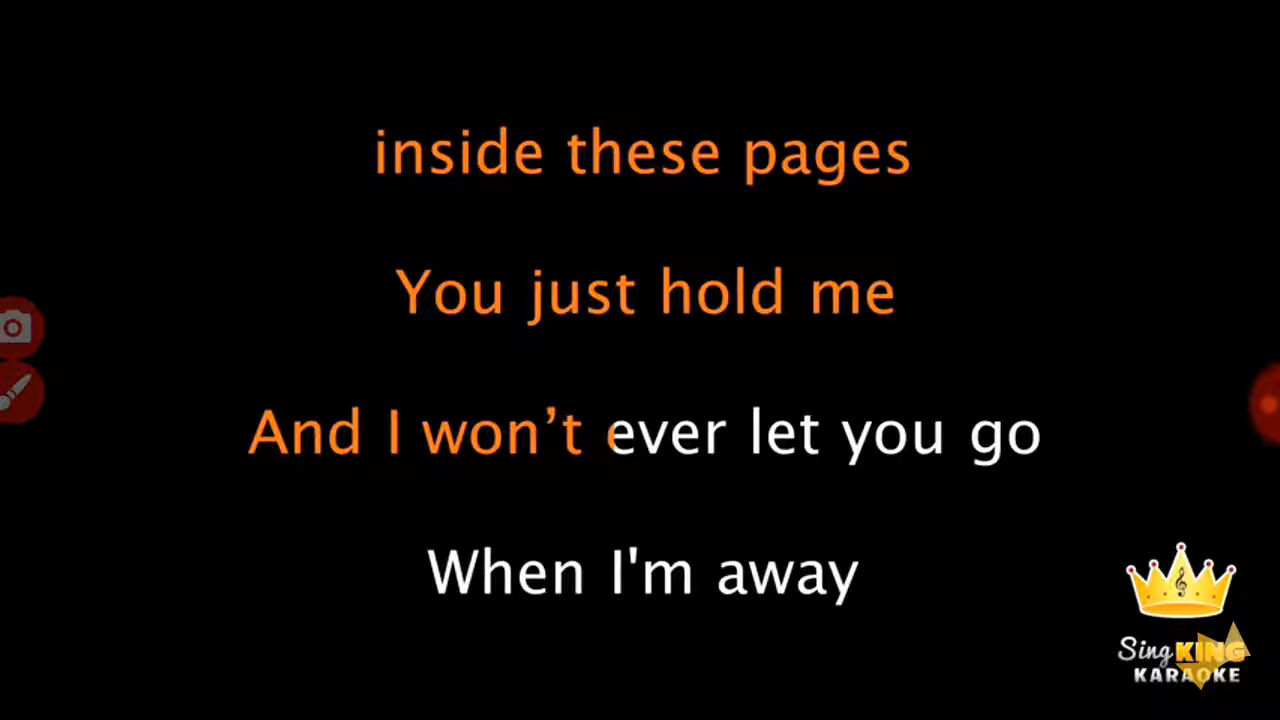 inside these pages
You just hold me
And I won’t ever let you go
When I'm away
Sing KING
KARAOKE